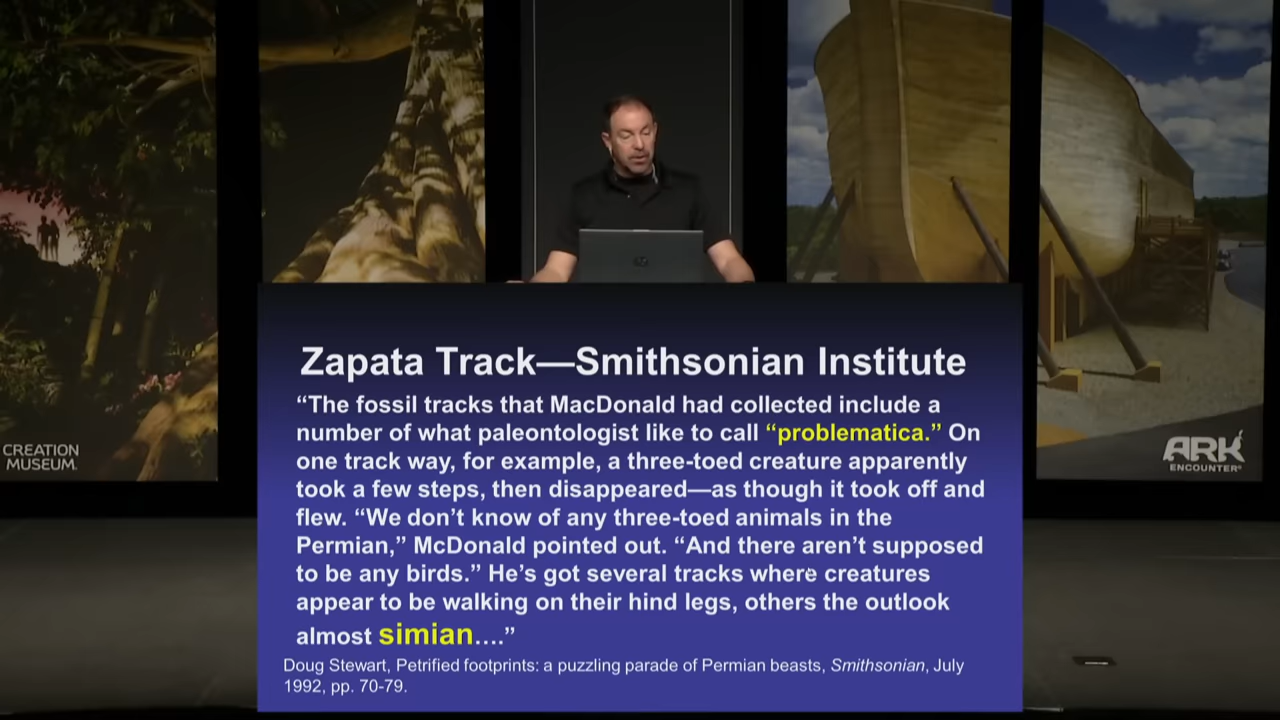 Zapata Track—Smithsonian Institute
“The fossil tracks that MacDonald had collected include a
number of what paleontologist like to call “problematica.” On
one track way, for example, a three-toed creature apparently
took a few steps, then disappeared—as though it took off and
flew. “We don’t know of any three-toed animals in the
Permian,” McDonald pointed out. “And there aren’t supposed
to be any birds.” He’s got several tracks where creatures
appear to be walking on their hind legs, others the outlook
almost simian....”
Doug Stewart, Petrified footprints: a puzzling parade of Permian beasts, Smithsonian, July
1992, pp. 70-79.
CREATION
MUSEUM
ARK
ENCOUNTER